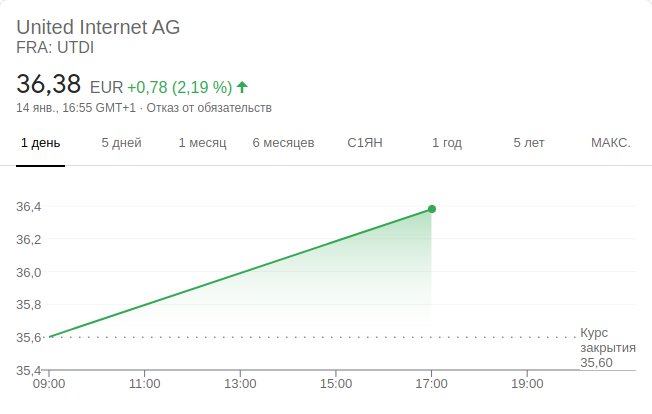 United Internet AG
FRA: UTDI
36,38 EUR +0,78 (2,19 %)
14 янв., 16:55 GMT+1 · Отказ от обязательств
1 день 5 дней 1 месяц 6 месяцев С1ЯН 1 год 5 лет МАКС.
36,4
36,2
36,0
35,8
35,6
35,4
Курс
закрытия
35,60
09:00 11:00 13:00 15:00 17:00 19:00